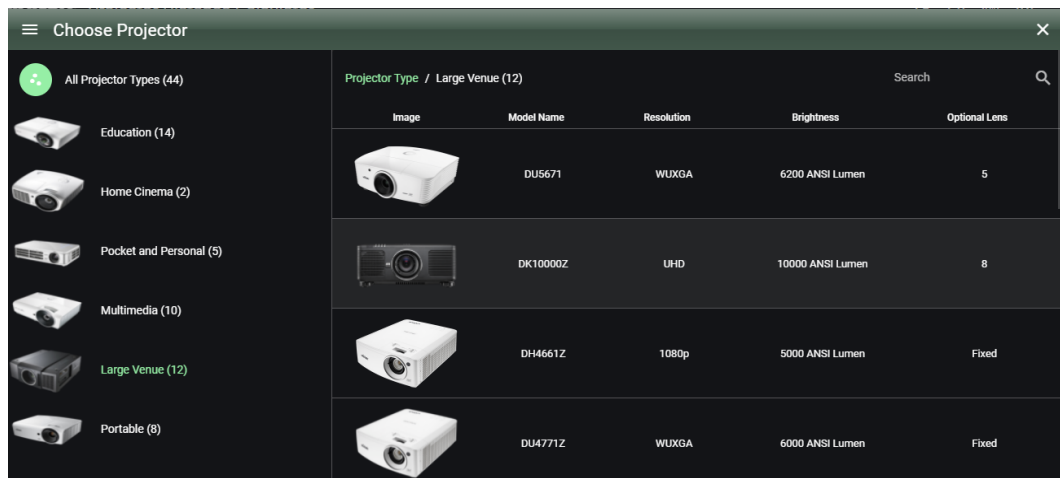 Choose Projector
All Projector Types (44)
Education (14)
Home Cinema (2)
Pocket and Personal (5)
Multimedia (10)
Large Venue (12)
Portable (8)
Projector Type / Large Venue (12)
Search
Image Model Name Resolution Brightness Optional Lens
DU5671 WUXGA 6200 ANSI Lumen 5
DK10000Z UHD 10000 ANSI Lumen 8
DH4661Z 1080p 5000 ANSI Lumen Fixed
DU4771Z WUXGA 6000 ANSI Lumen Fixed